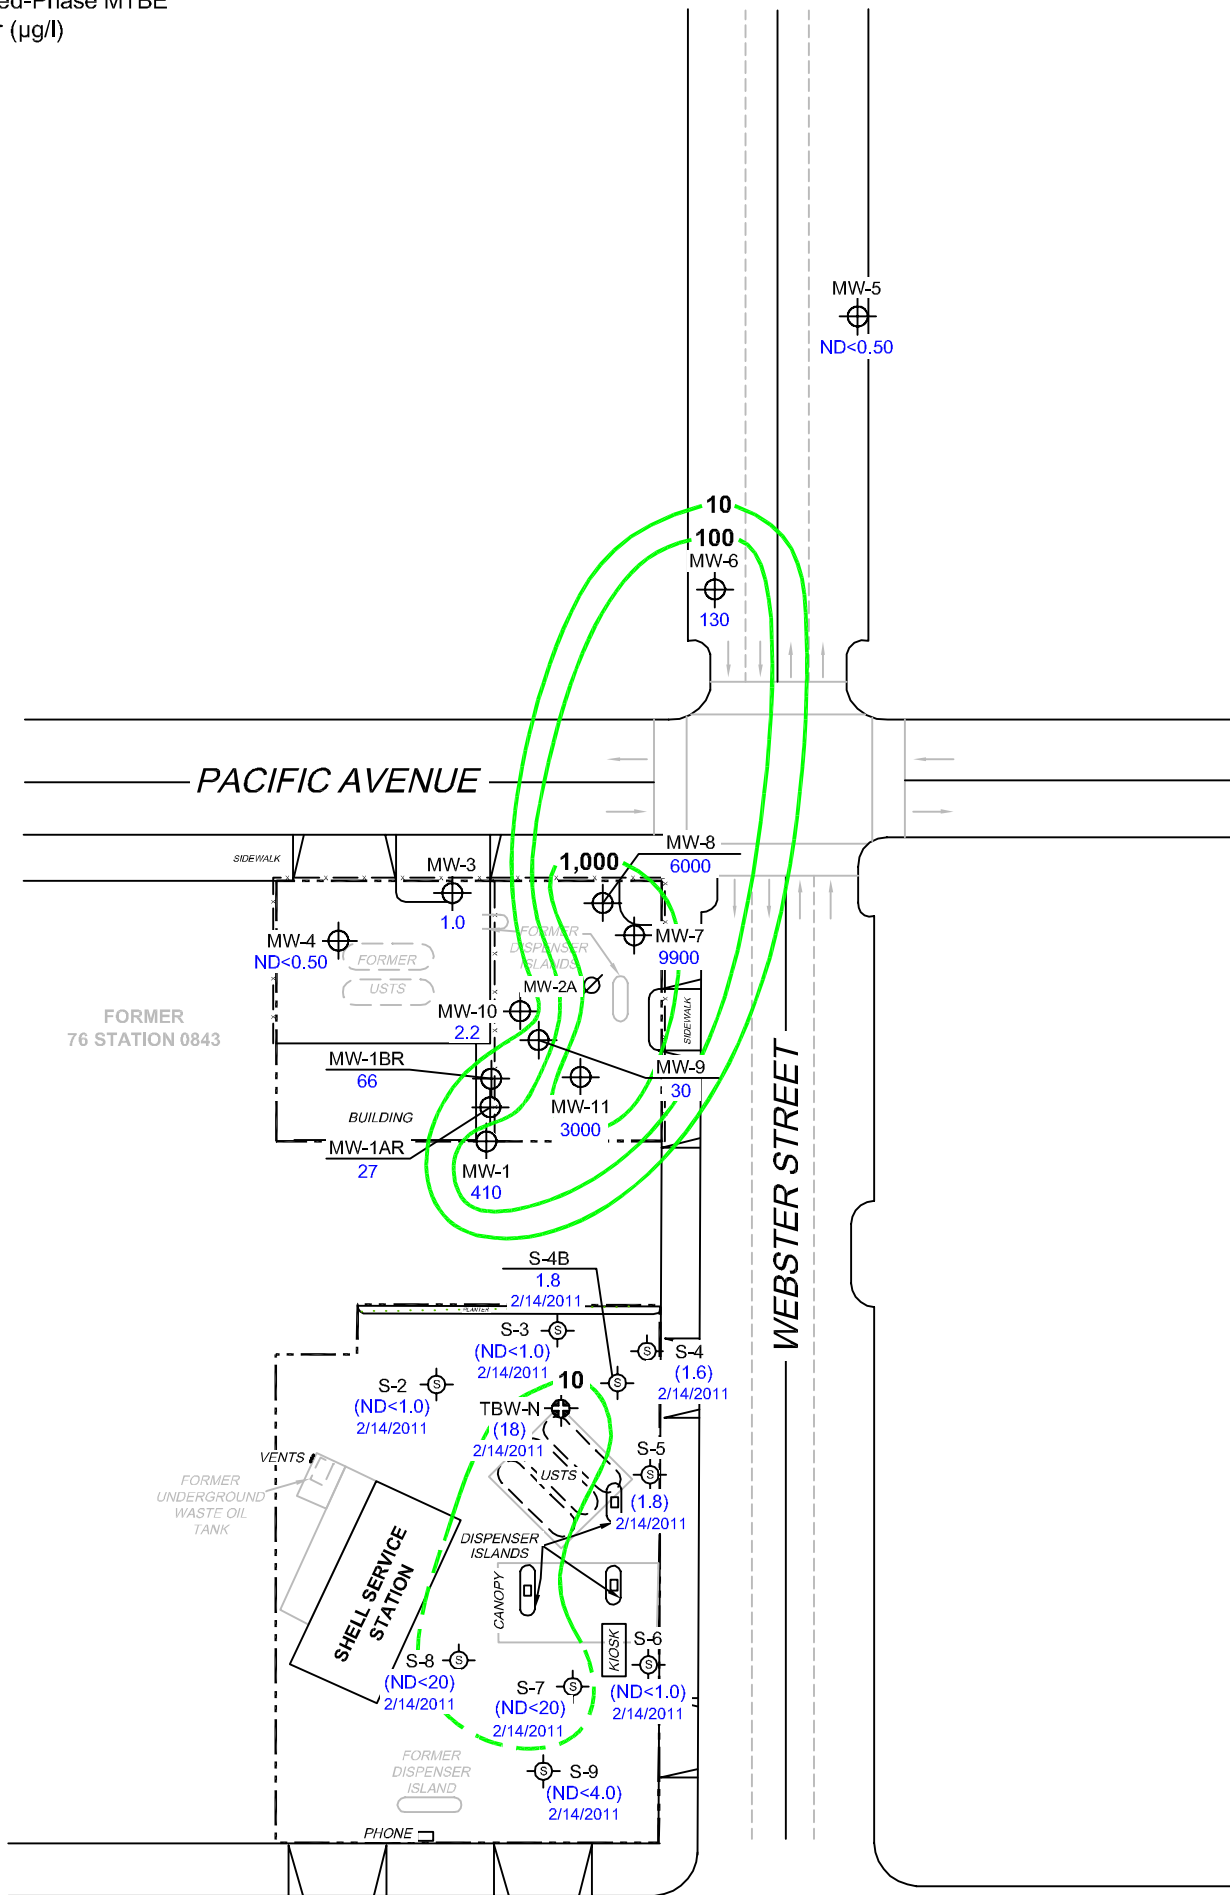 ed-Phase MTBE
r (µg/l)
MW-5
ND<0.50
10
100
MW-6
130
PACIFIC AVENUE
SIDEWALK
MW-3
1.0
1,000
MW-8
6000
MW-4
ND<0.50
FORMER
USTS
FORMER
DISPENSER
ISLANDS
MW-7
9900
MW-2A
MW-10
2.2
SIDEWALK
FORMER
76 STATION 0843
MW-1BR
66
MW-9
30
BUILDING
MW-11
3000
MW-1AR
27
MW-1
410
WEBSTER STREET
S-4B
1.8
2/14/2011
PLANTER
S-3
(ND<1.0)
2/14/2011
S-4
(1.6)
2/14/2011
S-2
(ND<1.0)
2/14/2011
10
TBW-N
(18)
2/14/2011
VENTS
USTS
S-5
(1.8)
2/14/2011
FORMER
UNDERGROUND
WASTE OIL
TANK
DISPENSER
ISLANDS
SHELL SERVICE
STATION
CANOPY
KIOSK
S-6
(ND<1.0)
2/14/2011
S-8
(ND<20)
2/14/2011
S-7
(ND<20)
2/14/2011
S-9
(ND<4.0)
2/14/2011
FORMER
DISPENSER
ISLAND
PHONE
S
S
S
S
S
S
S
S
S